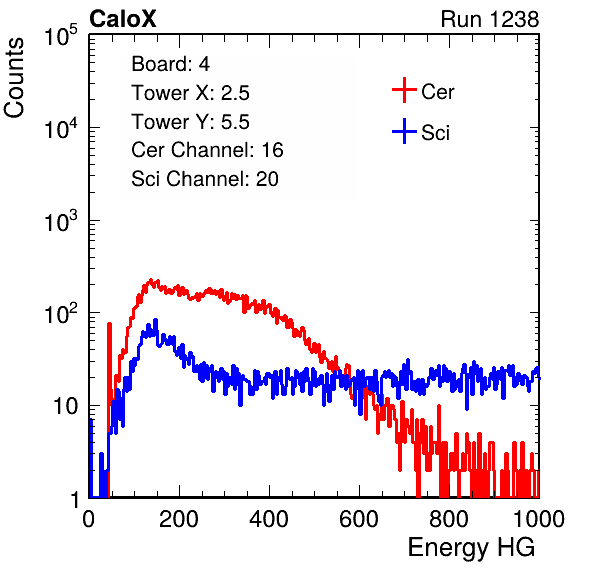 CaloX Run 1238
Counts
10^5
10^4
10^3
10^2
10
1
Board: 4
Tower X: 2.5
Tower Y: 5.5
Cer Channel: 16
Sci Channel: 20
Cer
Sci
0 200 400 600 800 1000
Energy HG